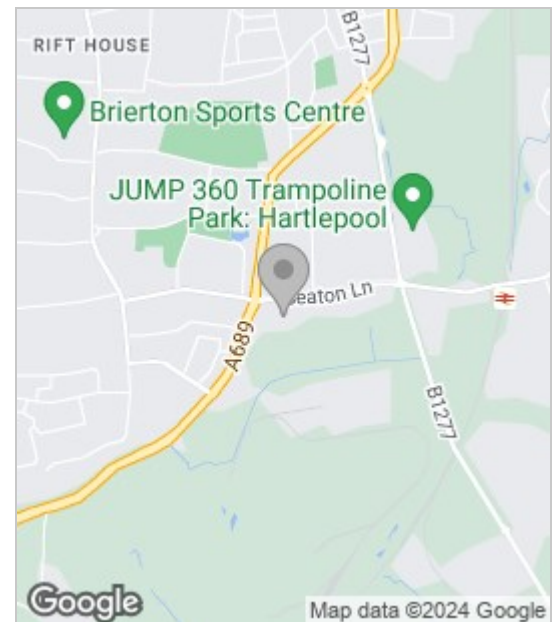 B1277
RIFT HOUSE
Brierton Sports Centre
JUMP 360 Trampoline
Park: Hartlepool
Seaton Ln
A689
B1277
Google
Map data ©2024 Google